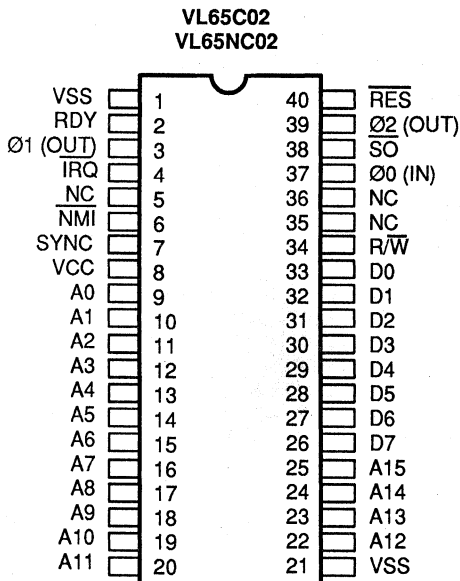 VL65C02
VL65NC02
VSS 1 40 R̅E̅S̅
RDY 2 39 Ø2 (OUT)
Ø1 (OUT) 3 38 S̅O̅
I̅R̅Q̅ 4 37 Ø0 (IN)
NC 5 36 NC
N̅M̅I̅ 6 35 NC
SYNC 7 34 R/W̅
VCC 8 33 D0
A0 9 32 D1
A1 10 31 D2
A2 11 30 D3
A3 12 29 D4
A4 13 28 D5
A5 14 27 D6
A6 15 26 D7
A7 16 25 A15
A8 17 24 A14
A9 18 23 A13
A10 19 22 A12
A11 20 21 VSS